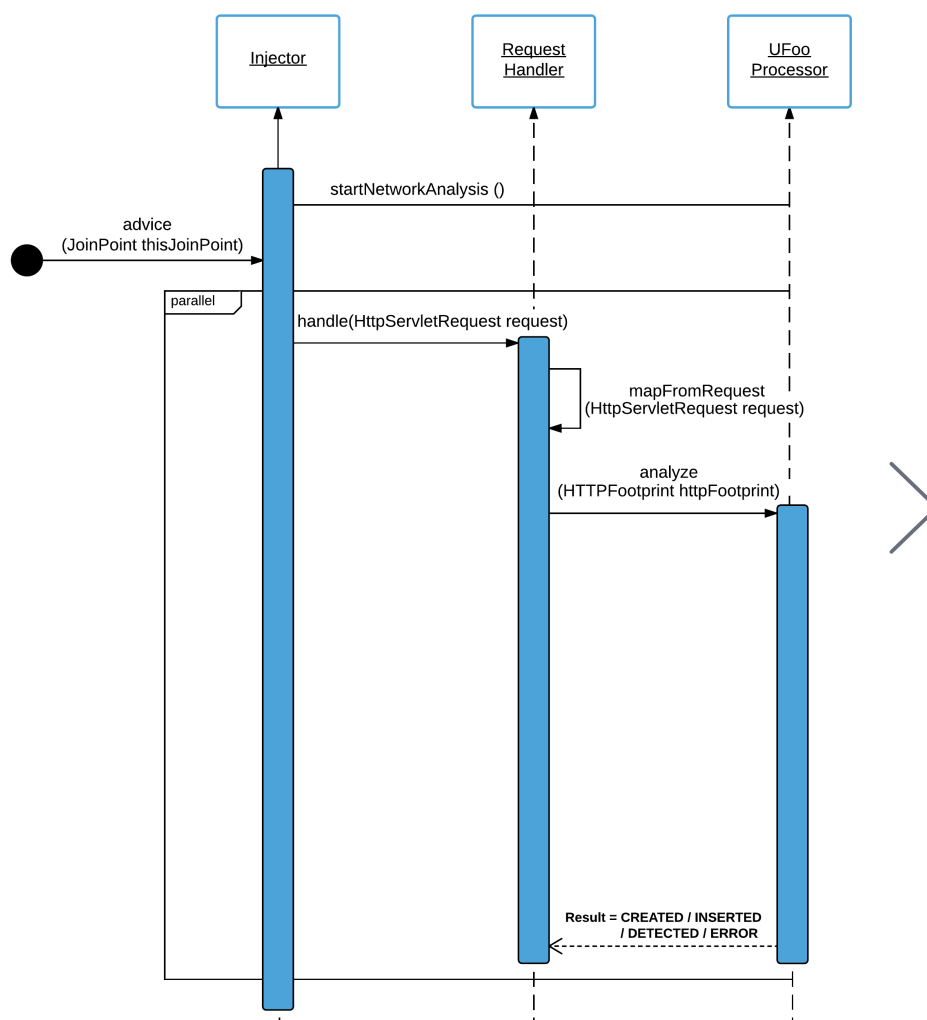 Injector
Request
Handler
UFoo
Processor
startNetworkAnalysis ()
advice
(JoinPoint thisJoinPoint)
parallel
handle(HttpServletRequest request)
mapFromRequest
(HttpServletRequest request)
analyze
(HTTPFootprint httpFootprint)
Result = CREATED / INSERTED
/ DETECTED / ERROR